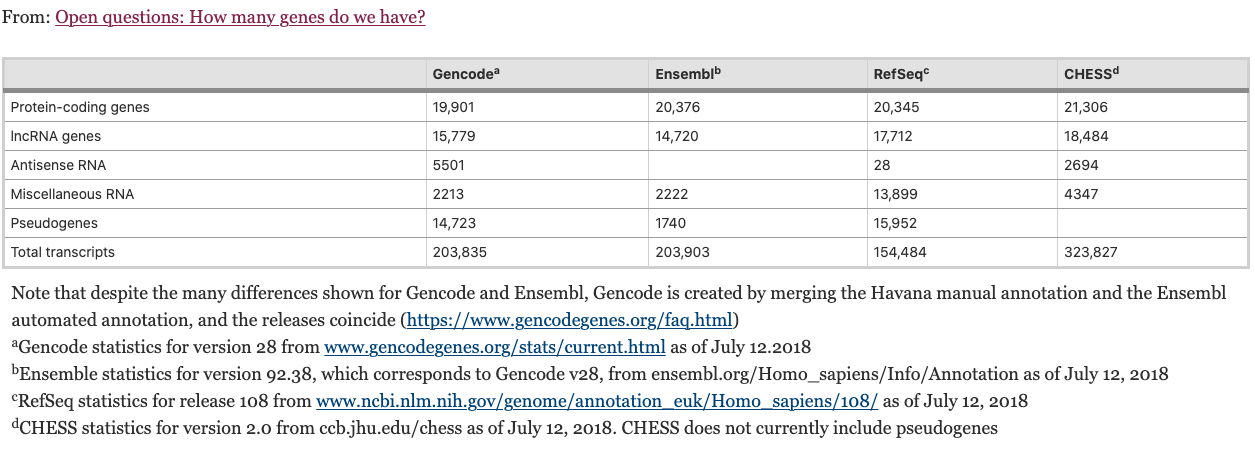 From: Open questions: How many genes do we have?
Gencodea Ensemblb RefSeqc CHESSd
Protein-coding genes 19,901 20,376 20,345 21,306
lncRNA genes 15,779 14,720 17,712 18,484
Antisense RNA 5501 28 2694
Miscellaneous RNA 2213 2222 13,899 4347
Pseudogenes 14,723 1740 15,952
Total transcripts 203,835 203,903 154,484 323,827
Note that despite the many differences shown for Gencode and Ensembl, Gencode is created by merging the Havana manual annotation and the Ensembl
automated annotation, and the releases coincide (https://www.gencodegenes.org/faq.html)
aGencode statistics for version 28 from www.gencodegenes.org/stats/current.html as of July 12.2018
bEnsemble statistics for version 92.38, which corresponds to Gencode v28, from ensembl.org/Homo_sapiens/Info/Annotation as of July 12, 2018
cRefSeq statistics for release 108 from www.ncbi.nlm.nih.gov/genome/annotation_euk/Homo_sapiens/108/ as of July 12, 2018
dCHESS statistics for version 2.0 from ccb.jhu.edu/chess as of July 12, 2018. CHESS does not currently include pseudogenes